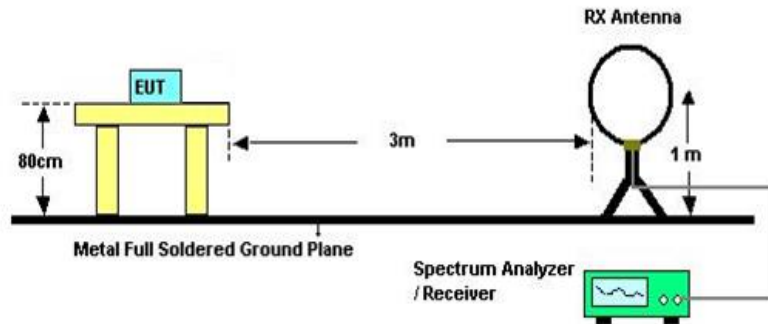 RX Antenna
EUT
3m
80cm
1 m
Metal Full Soldered Ground Plane
Spectrum Analyzer
/ Receiver